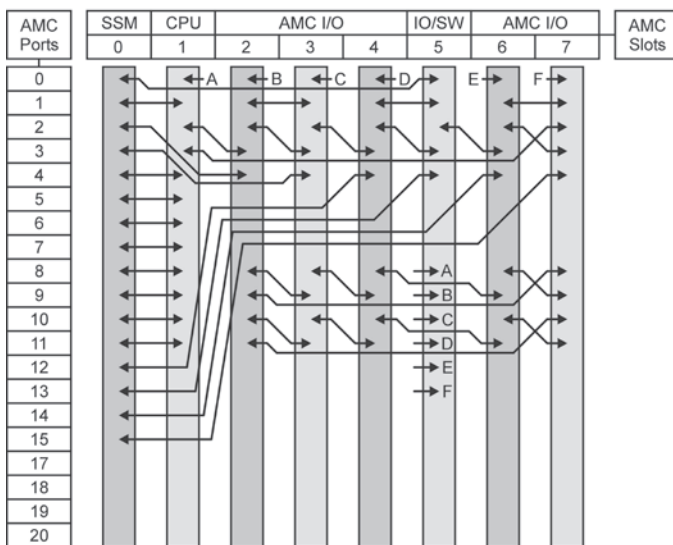 AMC Ports
SSM CPU AMC I/O IO/SW AMC I/O
AMC Slots
0 1 2 3 4 5 6 7
0 A B C D E F
1
2
3
4
5
6
7
8 A
9 B
10 C
11 D
12 E
13 F
14
15
17
18
19
20